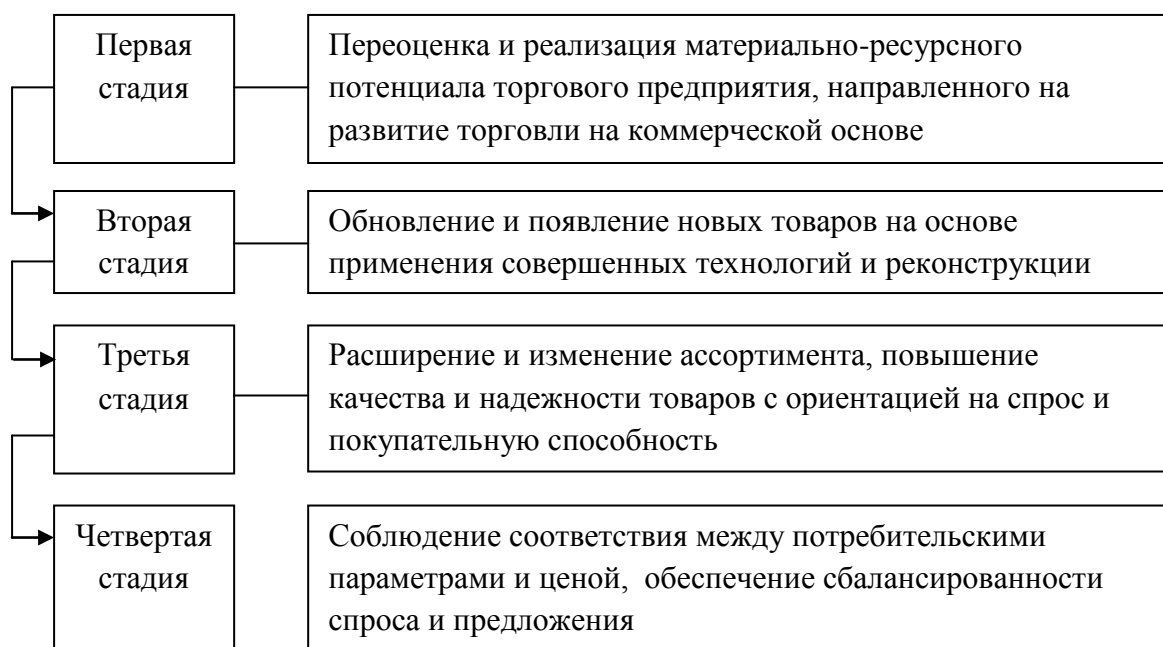 Первая
стадия
Переоценка и реализация материально-ресурсного
потенциала торгового предприятия, направленного на
развитие торговли на коммерческой основе
Вторая
стадия
Обновление и появление новых товаров на основе
применения совершенных технологий и реконструкции
Третья
стадия
Расширение и изменение ассортимента, повышение
качества и надежности товаров с ориентацией на спрос и
покупательную способность
Четвертая
стадия
Соблюдение соответствия между потребительскими
параметрами и ценой,  обеспечение сбалансированности
спроса и предложения